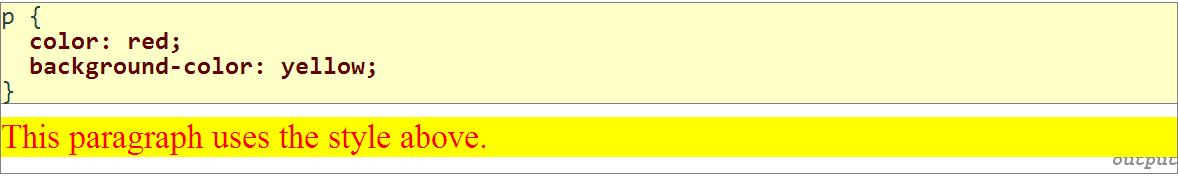 p {
  color: red;
  background-color: yellow;
}
This paragraph uses the style above.
output